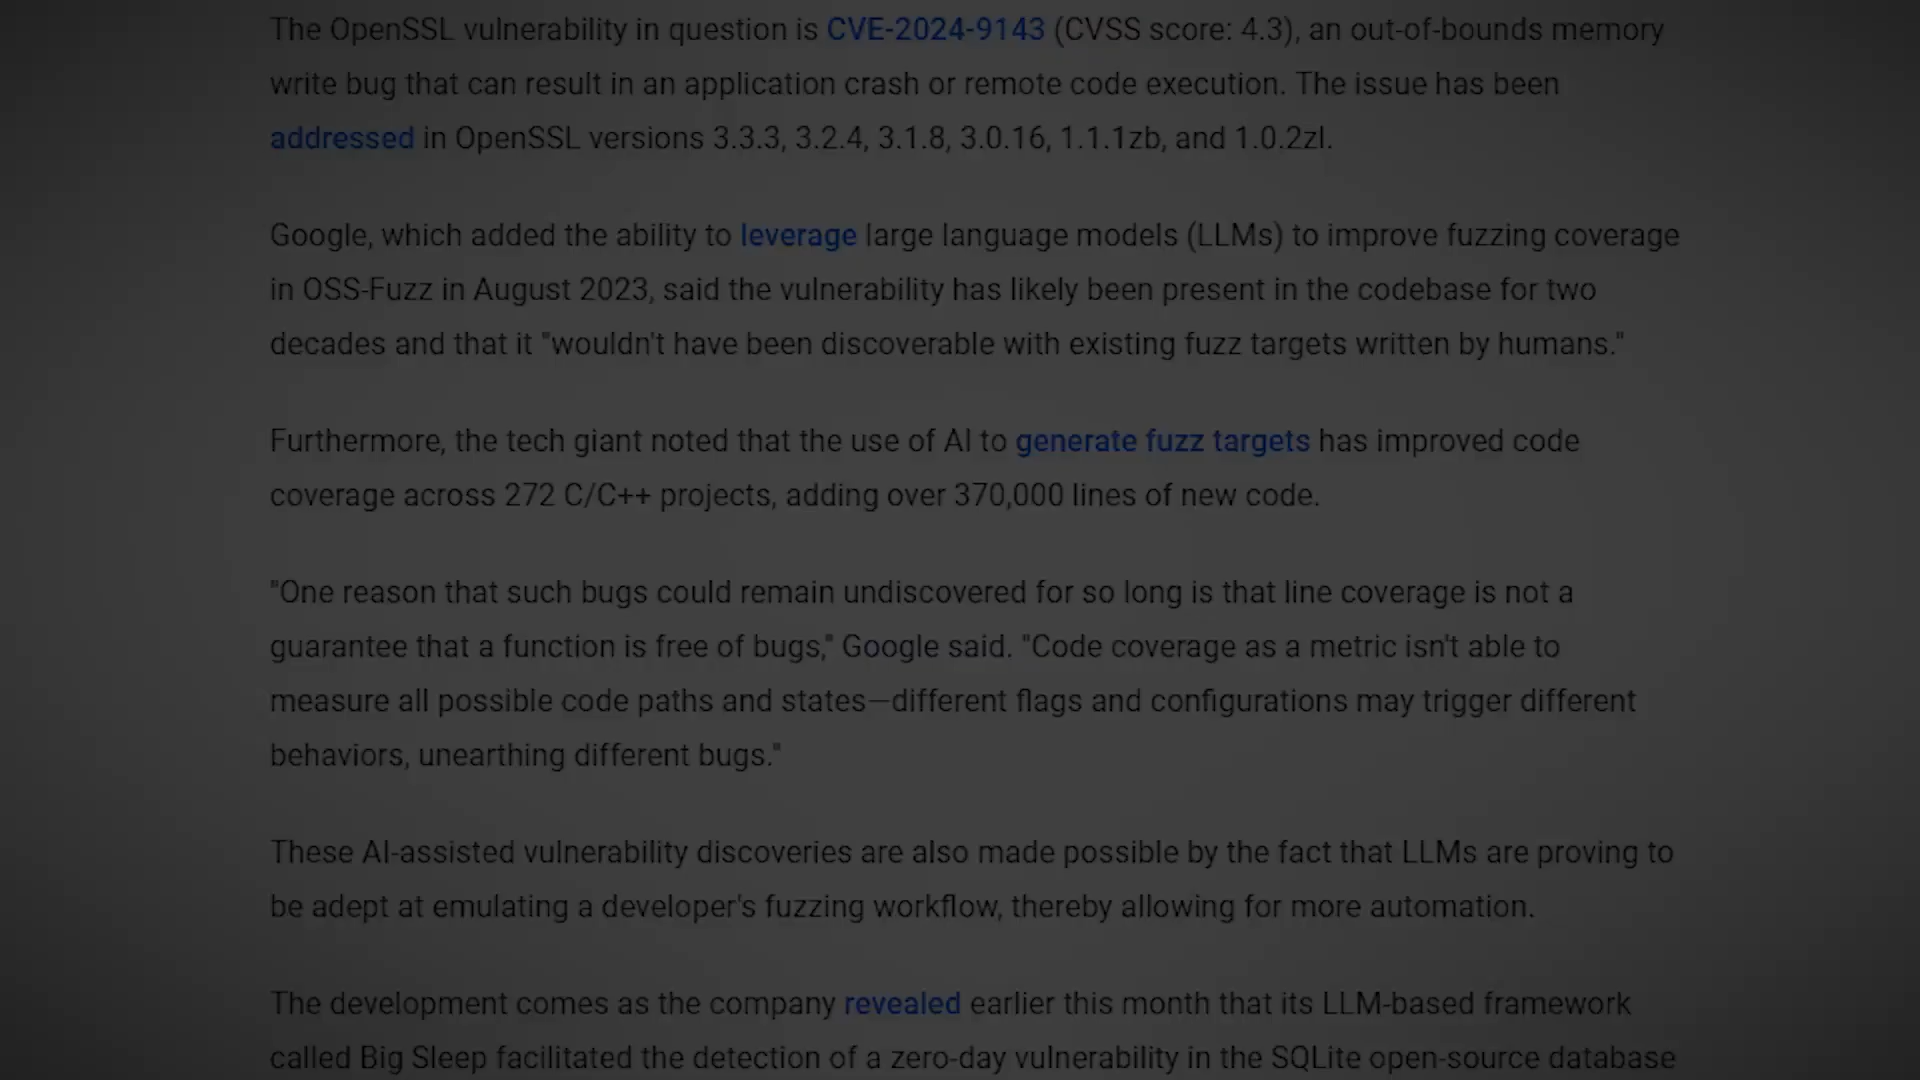 The OpenSSL vulnerability in question is CVE-2024-9143 (CVSS score: 4.3), an out-of-bounds memory
write bug that can result in an application crash or remote code execution. The issue has been
addressed in OpenSSL versions 3.3.3, 3.2.4, 3.1.8, 3.0.16, 1.1.1zb, and 1.0.2zl.
Google, which added the ability to leverage large language models (LLMs) to improve fuzzing coverage
in OSS-Fuzz in August 2023, said the vulnerability has likely been present in the codebase for two
decades and that it "wouldn't have been discoverable with existing fuzz targets written by humans."
Furthermore, the tech giant noted that the use of AI to generate fuzz targets has improved code
coverage across 272 C/C++ projects, adding over 370,000 lines of new code.
"One reason that such bugs could remain undiscovered for so long is that line coverage is not a
guarantee that a function is free of bugs," Google said. "Code coverage as a metric isn't able to
measure all possible code paths and states—different flags and configurations may trigger different
behaviors, unearthing different bugs."
These AI-assisted vulnerability discoveries are also made possible by the fact that LLMs are proving to
be adept at emulating a developer's fuzzing workflow, thereby allowing for more automation.
The development comes as the company revealed earlier this month that its LLM-based framework
called Big Sleep facilitated the detection of a zero-day vulnerability in the SQLite open-source database